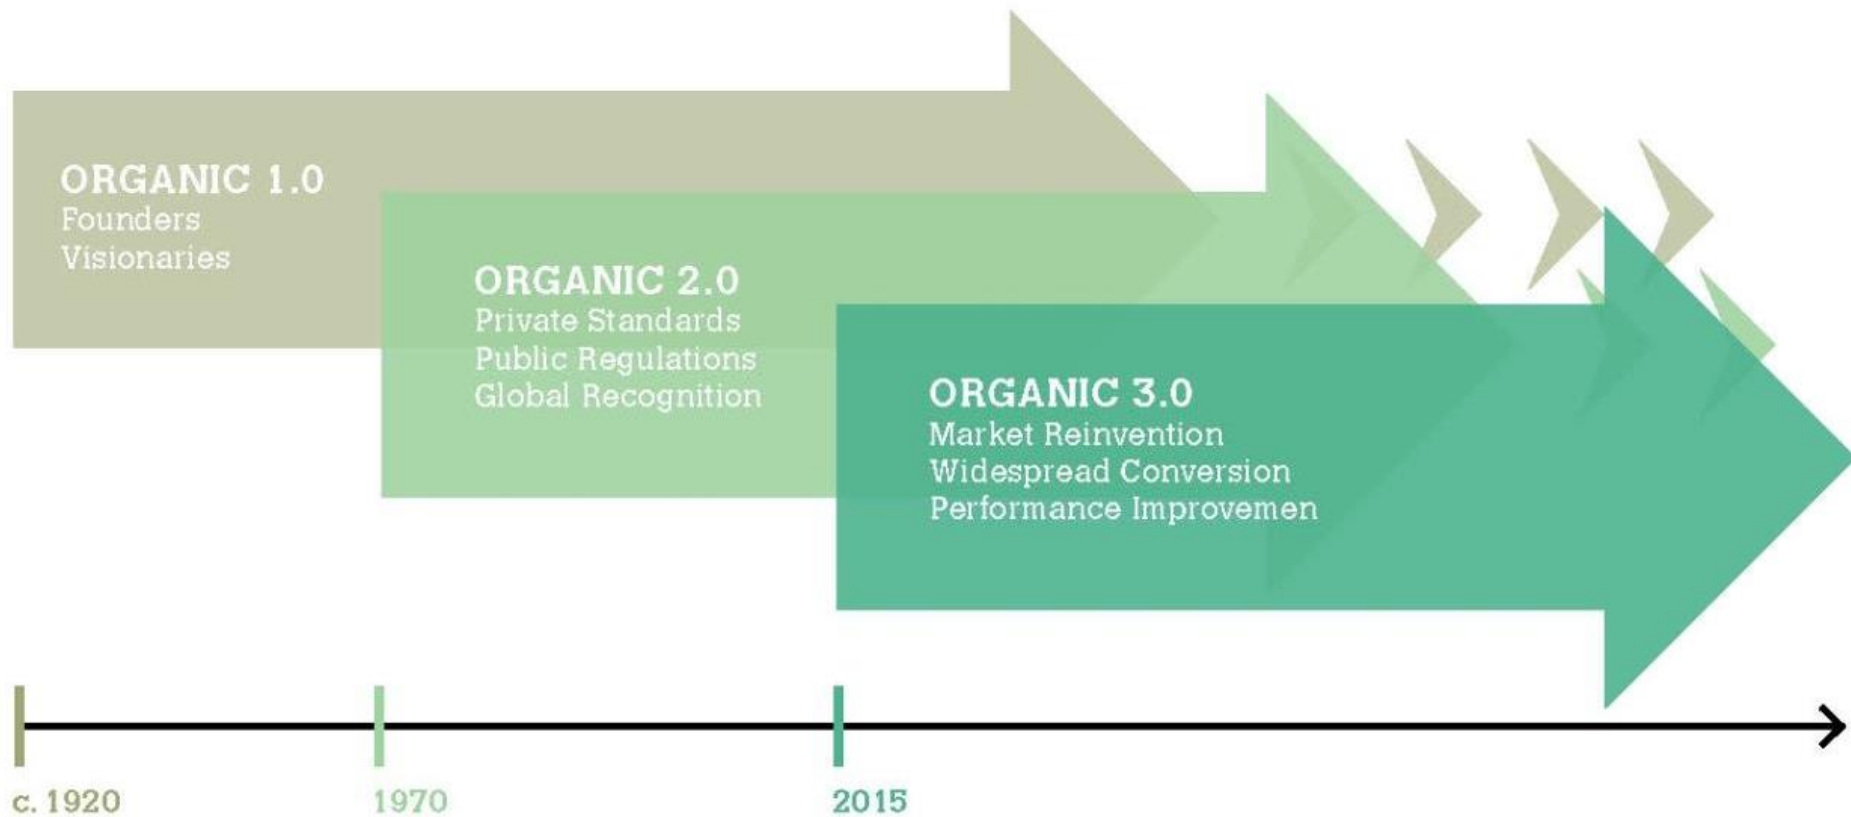 ORGANIC 1.0
Founders
Visionaries
ORGANIC 2.0
Private Standards
Public Regulations
Global Recognition
ORGANIC 3.0
Market Reinvention
Widespread Conversion
Performance Improvemen
c. 1920
1970
2015